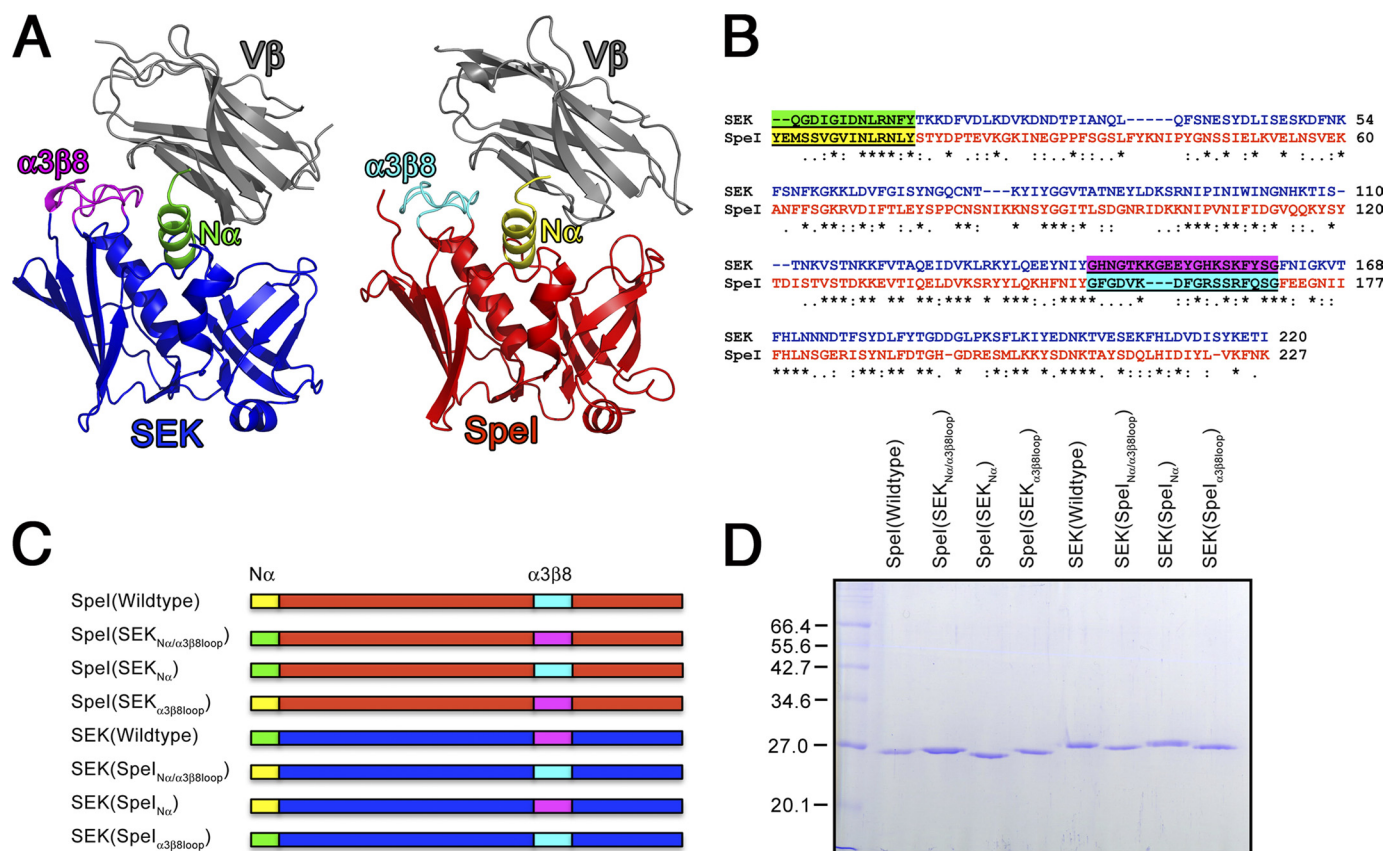 A
Vβ
Vβ
α3β8
α3β8
Nα
Nα
SEK
SpeI
B
SEK --QGDIGIDNLRNFYTKKDFVDLKDVKDNDTPIANQL-----QFSNESYDLISESKDFNK 54
SpeI YEMSSVGVINLRNLYSTYDPTEVKGKINEGPPFSGSLFYKNIPYGNSSIELKVELNSVEK 60
SEK FSNFKGKKLDVFGISYNGQCNT---KYIYGGVTATNEYLDKSRNIPINIWINGNHKTIS- 110
SpeI ANFFSGKRVDIFTLEYSPPCNSNIKKNSYGGITLSDGNRIDKKNIPVNIFIDGVQQKYSY 120
SEK --TNKVSTNKKFVTAQEIDVKLRKYLQEEYNIYGHNGTKKGEEYGHKSKFYSGFNIGKVT 168
SpeI TDISTVSTDKKEVTIQELDVKSRYYLQKHFNIYGFGDVK---DFGRSSRFQSGFEEGNII 177
SEK FHLNNNDTFSYDLFYTGDDGLPKSFLKIYEDNKTVESEKFHLDVDISYKETI 220
SpeI FHLNSGERISYNLFDTGH-GDRESMLKKYSDNKTAYSDQLHIDIYL-VKFNK 227
C
Nα α3β8
SpeI(Wildtype)
SpeI(SEKNα/α3β8loop)
SpeI(SEKNα)
SpeI(SEKα3β8loop)
SEK(Wildtype)
SEK(SpeINα/α3β8loop)
SEK(SpeINα)
SEK(SpeIα3β8loop)
D
SpeI(Wildtype)
SpeI(SEKNα/α3β8loop)
SpeI(SEKNα)
SpeI(SEKα3β8loop)
SEK(Wildtype)
SEK(SpeINα/α3β8loop)
SEK(SpeINα)
SEK(SpeIα3β8loop)
66.4
55.6
42.7
34.6
27.0
20.1